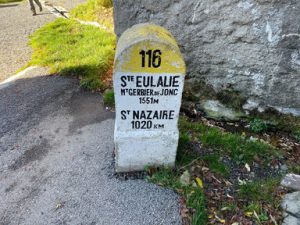 116
STE EULALIE
MT GERBIER DE JONC
1551M
ST NAZAIRE
1020 KM